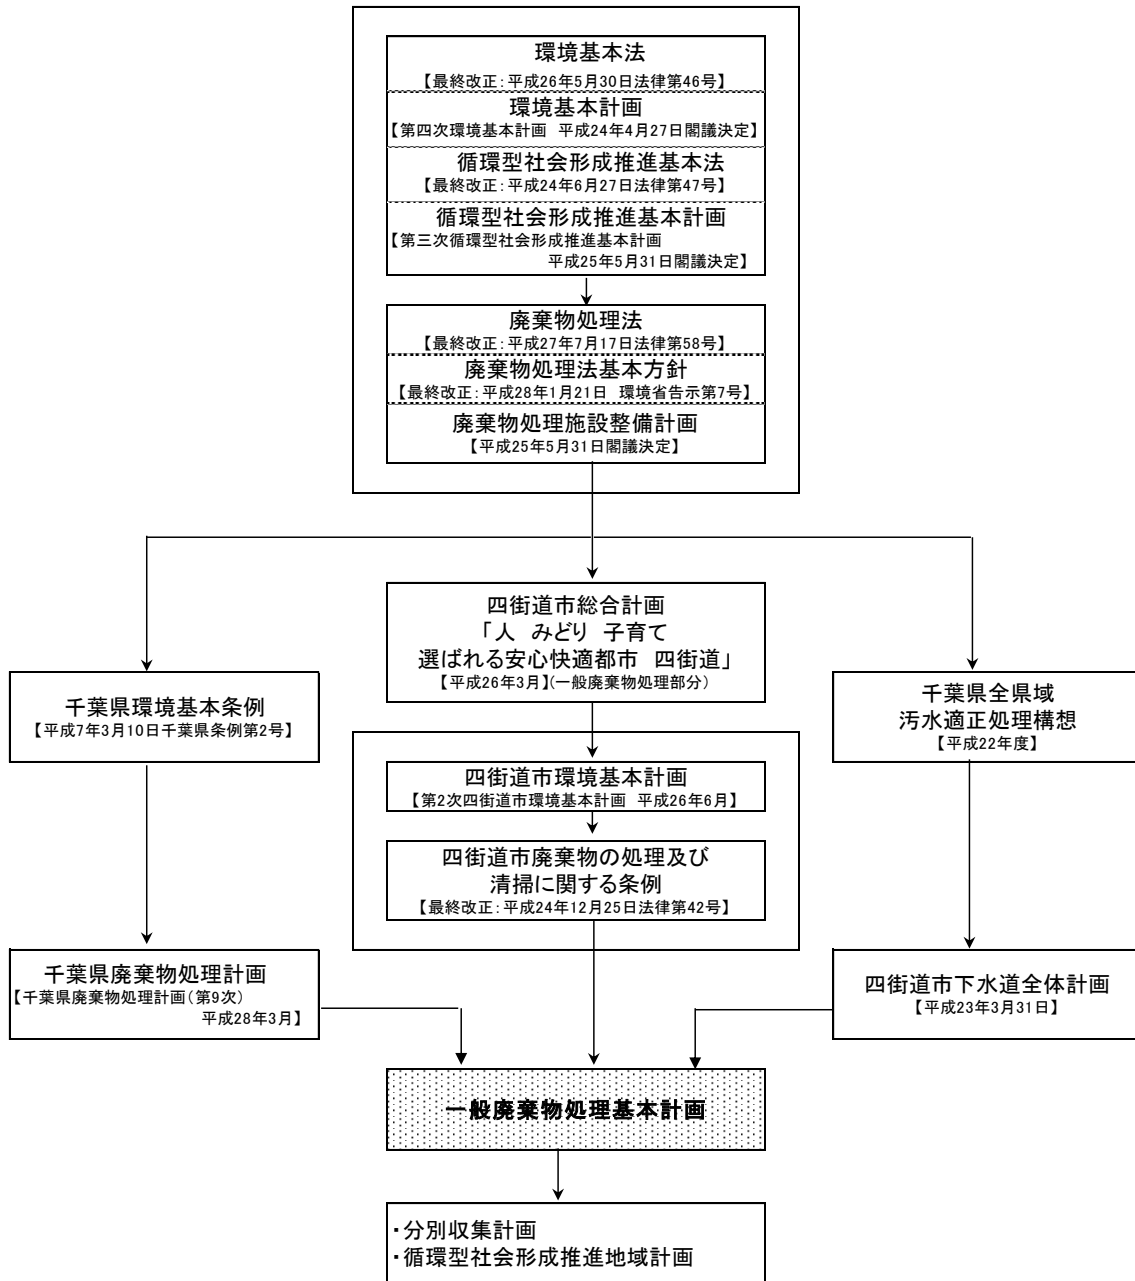 環境基本法
【最終改正：平成26年5月30日法律第46号】
環境基本計画
【第四次環境基本計画　平成24年4月27日閣議決定】
循環型社会形成推進基本法
【最終改正：平成24年6月27日法律第47号】
循環型社会形成推進基本計画
【第三次循環型社会形成推進基本計画
平成25年5月31日閣議決定】
廃棄物処理法
【最終改正：平成27年7月17日法律第58号】
廃棄物処理法基本方針
【最終改正：平成28年1月21日　環境省告示第7号】
廃棄物処理施設整備計画
【平成25年5月31日閣議決定】
四街道市総合計画
「人　みどり　子育て
選ばれる安心快適都市　四街道」
【平成26年3月】(一般廃棄物処理部分)
千葉県環境基本条例
【平成7年3月10日千葉県条例第2号】
千葉県全県域
汚水適正処理構想
【平成22年度】
四街道市環境基本計画
【第2次四街道市環境基本計画　平成26年6月】
四街道市廃棄物の処理及び
清掃に関する条例
【最終改正：平成24年12月25日法律第42号】
千葉県廃棄物処理計画
【千葉県廃棄物処理計画（第9次）
平成28年3月】
四街道市下水道全体計画
【平成23年3月31日】
一般廃棄物処理基本計画
・分別収集計画
・循環型社会形成推進地域計画